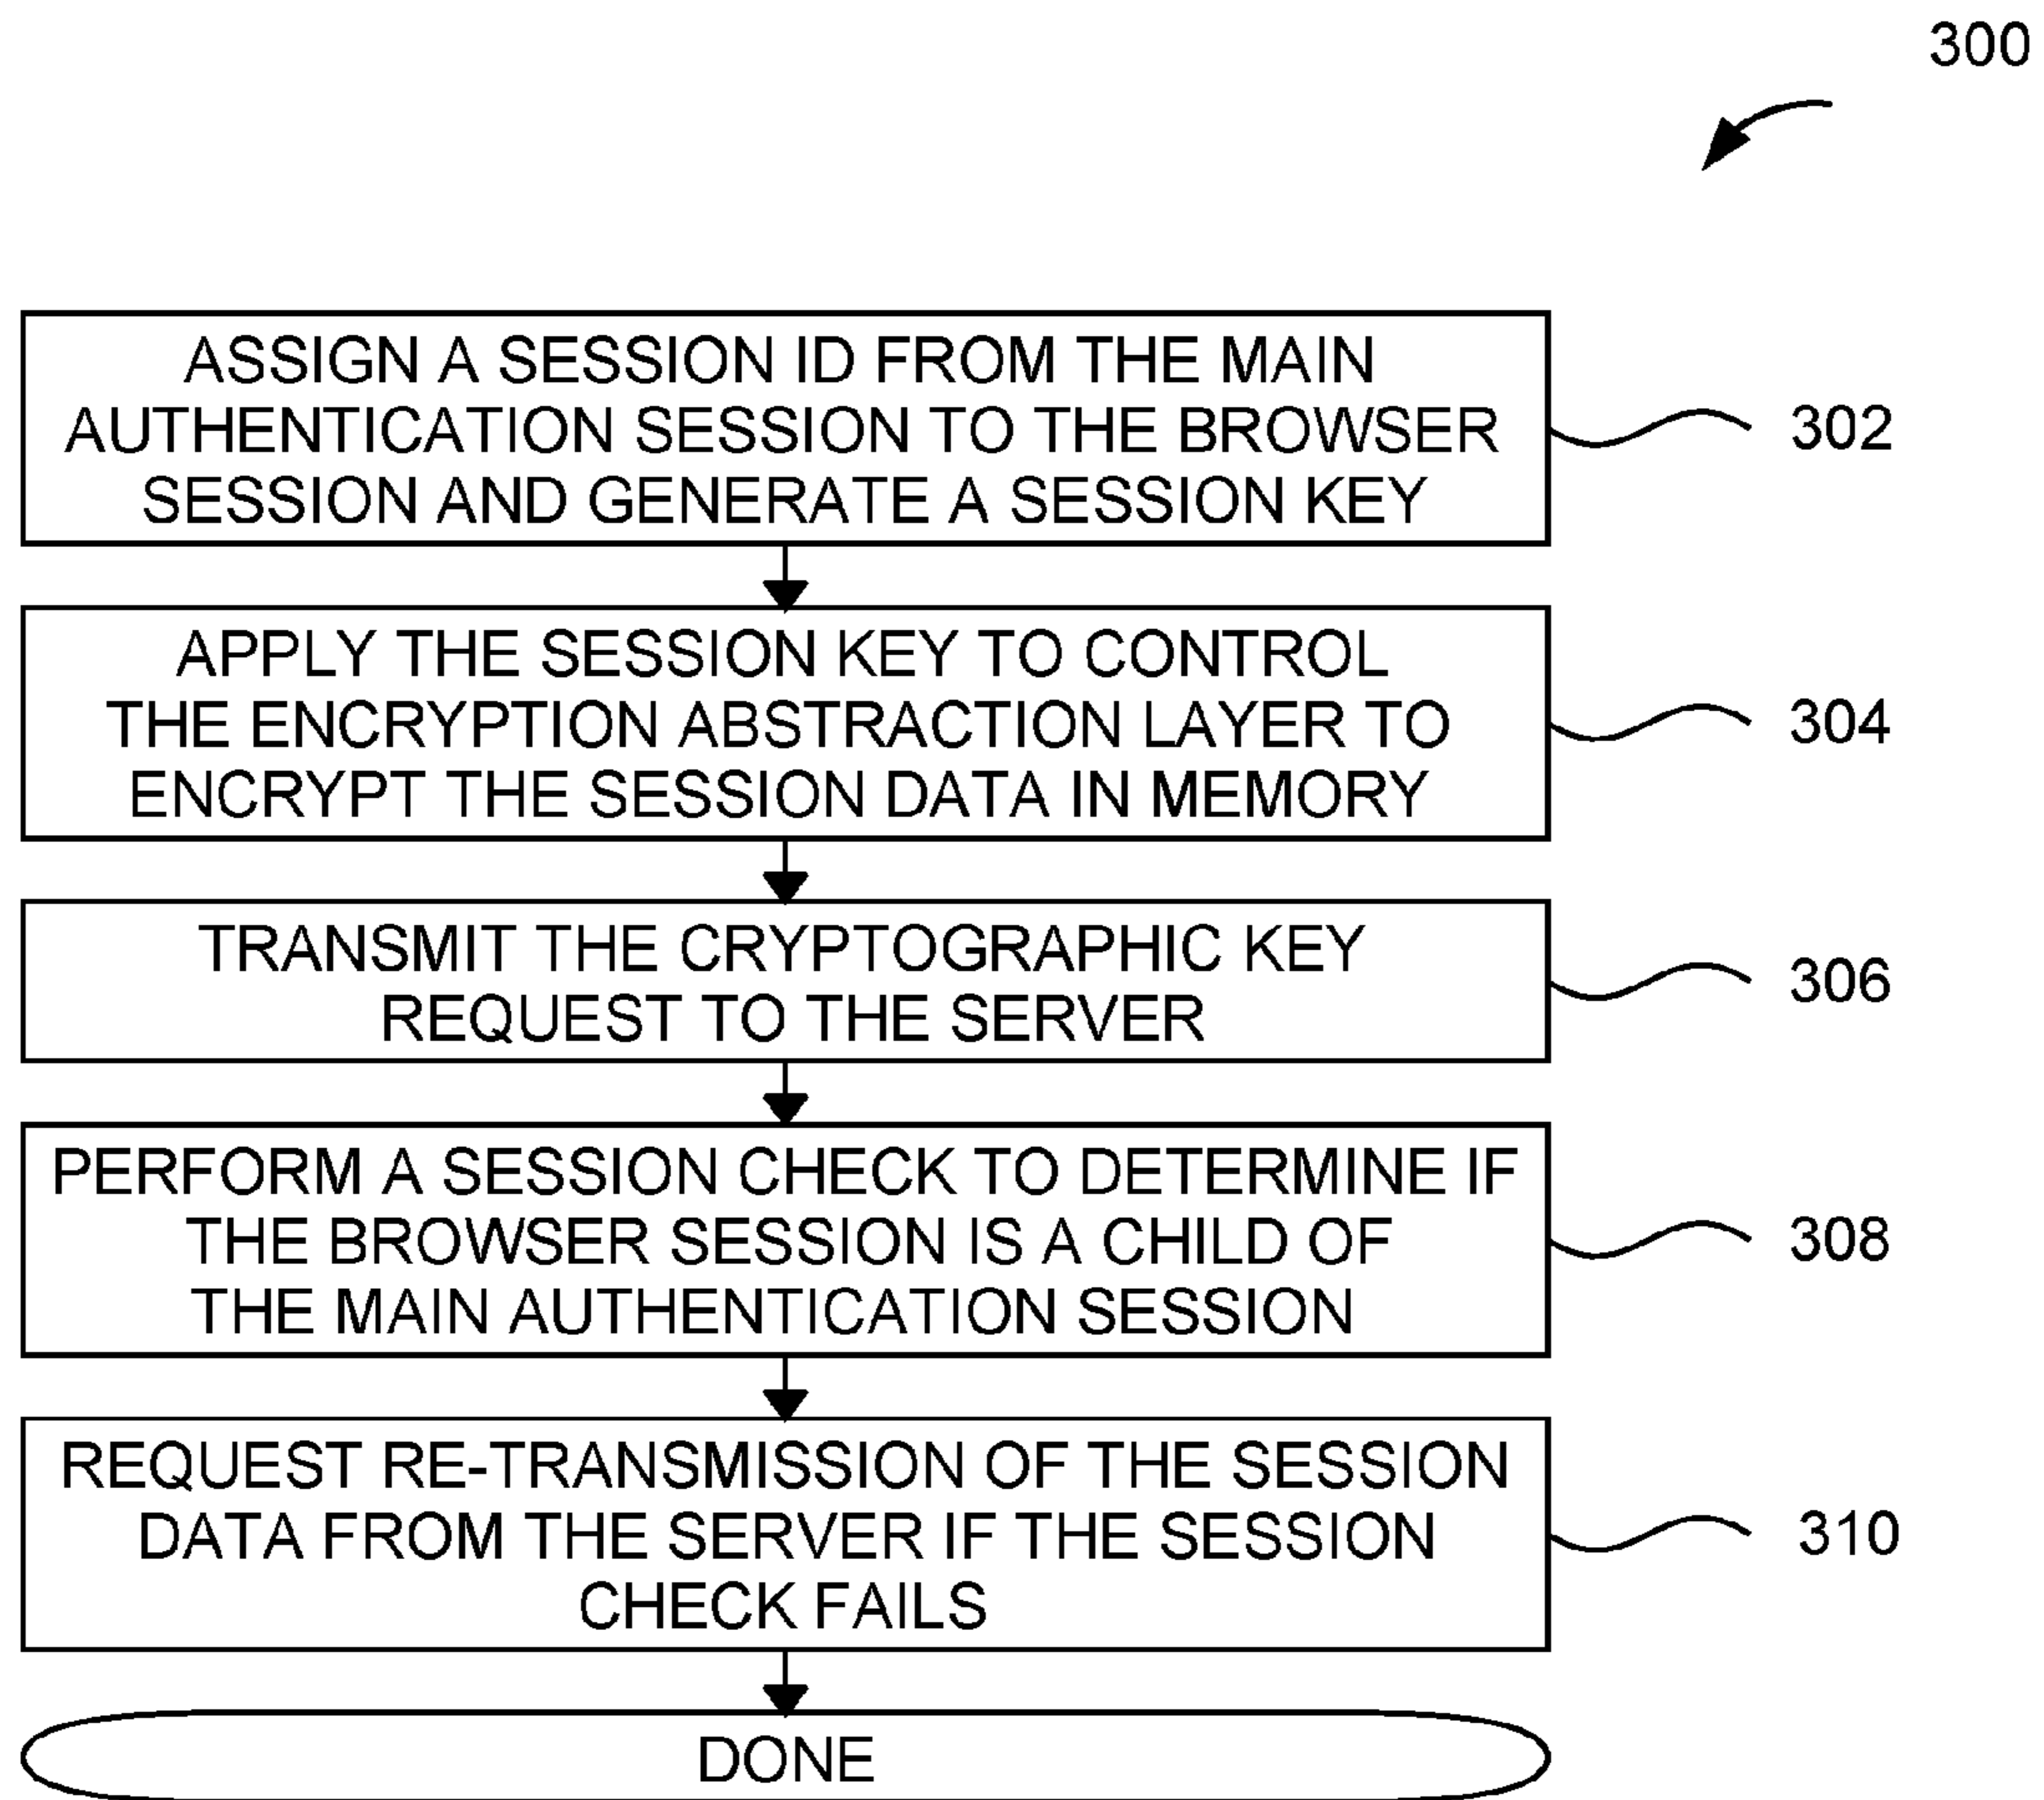 300
ASSIGN A SESSION ID FROM THE MAIN
AUTHENTICATION SESSION TO THE BROWSER
SESSION AND GENERATE A SESSION KEY
302
APPLY THE SESSION KEY TO CONTROL
THE ENCRYPTION ABSTRACTION LAYER TO
ENCRYPT THE SESSION DATA IN MEMORY
304
TRANSMIT THE CRYPTOGRAPHIC KEY
REQUEST TO THE SERVER
306
PERFORM A SESSION CHECK TO DETERMINE IF
THE BROWSER SESSION IS A CHILD OF
THE MAIN AUTHENTICATION SESSION
308
REQUEST RE-TRANSMISSION OF THE SESSION
DATA FROM THE SERVER IF THE SESSION
CHECK FAILS
310
DONE